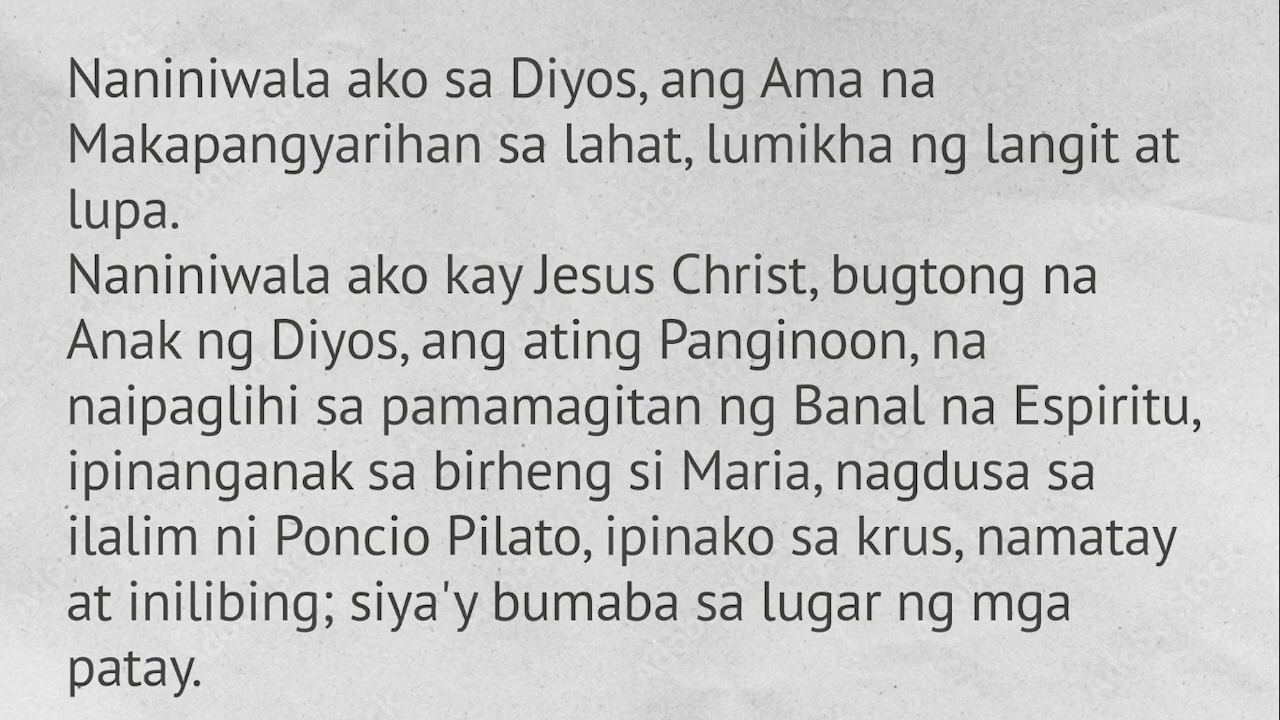 Naniniwala ako sa Diyos, ang Ama na
Makapangyarihan sa lahat, lumikha ng langit at
lupa.
Naniniwala ako kay Jesus Christ, bugtong na
Anak ng Diyos, ang ating Panginoon, na
naipaglihi sa pamamagitan ng Banal na Espiritu,
ipinanganak sa birheng si Maria, nagdusa sa
ilalim ni Poncio Pilato, ipinako sa krus, namatay
at inilibing; siya'y bumaba sa lugar ng mga
patay.